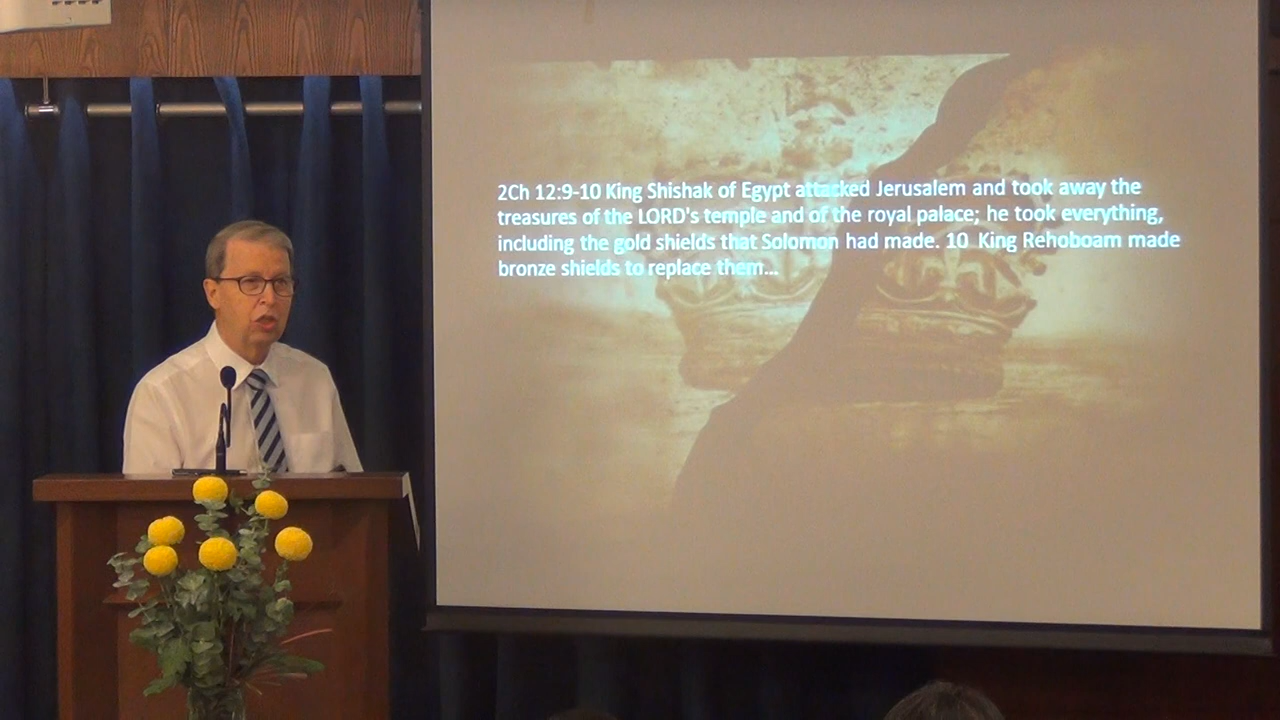 2Ch 12:9-10 King Shishak of Egypt attacked Jerusalem and took away the
treasures of the LORD's temple and of the royal palace; he took everything,
including the gold shields that Solomon had made. 10  King Rehoboam made
bronze shields to replace them...